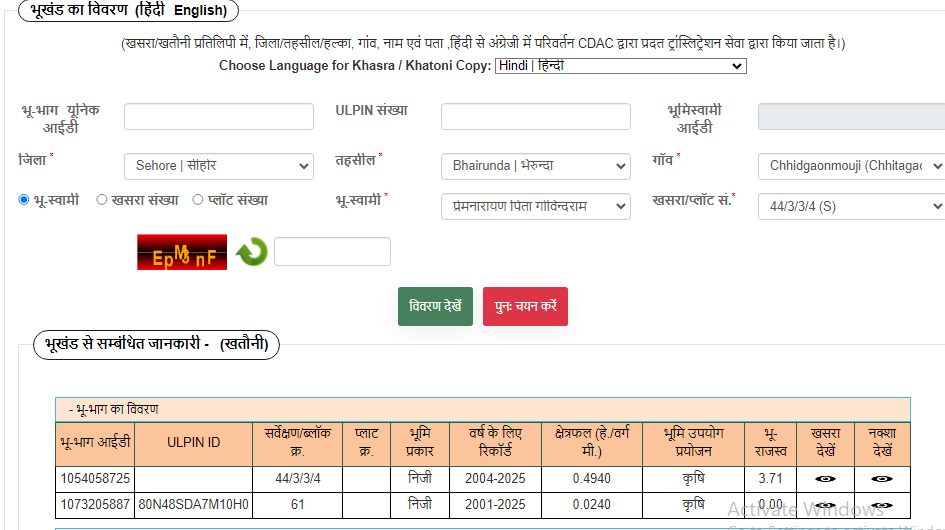 भूखंड का विवरण (हिंदी English)
(खसरा/खतौनी प्रतिलिपी में, जिला/तहसील/हल्का, गांव, नाम एवं पता ,हिंदी से अंग्रेजी में परिवर्तन CDAC द्वारा प्रदत ट्रांस्लिट्रेशन सेवा द्वारा किया जाता है।)
Choose Language for Khasra / Khatoni Copy: Hindi | हिन्दी
भू-भाग यूनिक आईडी ULPIN संख्या भूमिस्वामी आईडी
जिला * Sehore | सीहोर तहसील * Bhairunda | भेरुन्दा गाँव * Chhidgaonmouji (Chhitagac
भू-स्वामी खसरा संख्या प्लॉट संख्या भू-स्वामी * प्रेमनारायण पिता गोविन्दराम खसरा/प्लॉट सं.* 44/3/3/4 (S)
विवरण देखें पुनः चयन करें
भूखंड से सम्बंधित जानकारी - (खतौनी)
- भू-भाग का विवरण
भू-भाग आईडी ULPIN ID सर्वेक्षण/ब्लॉक क्र. प्लाट क्र. भूमि प्रकार वर्ष के लिए रिकॉर्ड क्षेत्रफल (हे./वर्ग मी.) भूमि उपयोग प्रयोजन भू-राजस्व खसरा देखें नक्शा देखें
1054058725 44/3/3/4 निजी 2004-2025 0.4940 कृषि 3.71
1073205887 80N48SDA7M10H0 61 निजी 2001-2025 0.0240 कृषि 0.00
Activate Windows